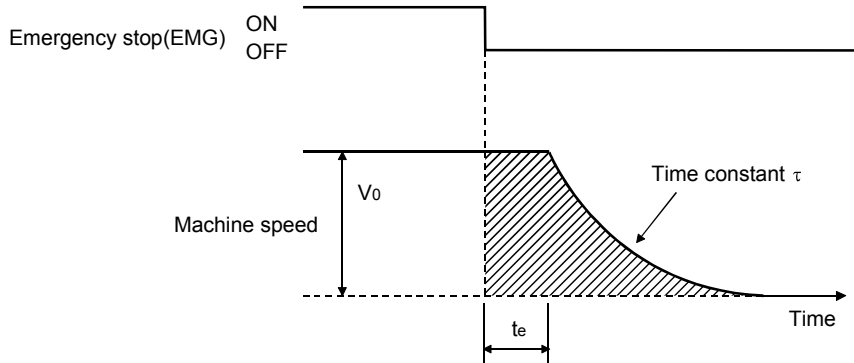 ON
Emergency stop(EMG)
OFF
V0
Time constant τ
Machine speed
Time
te